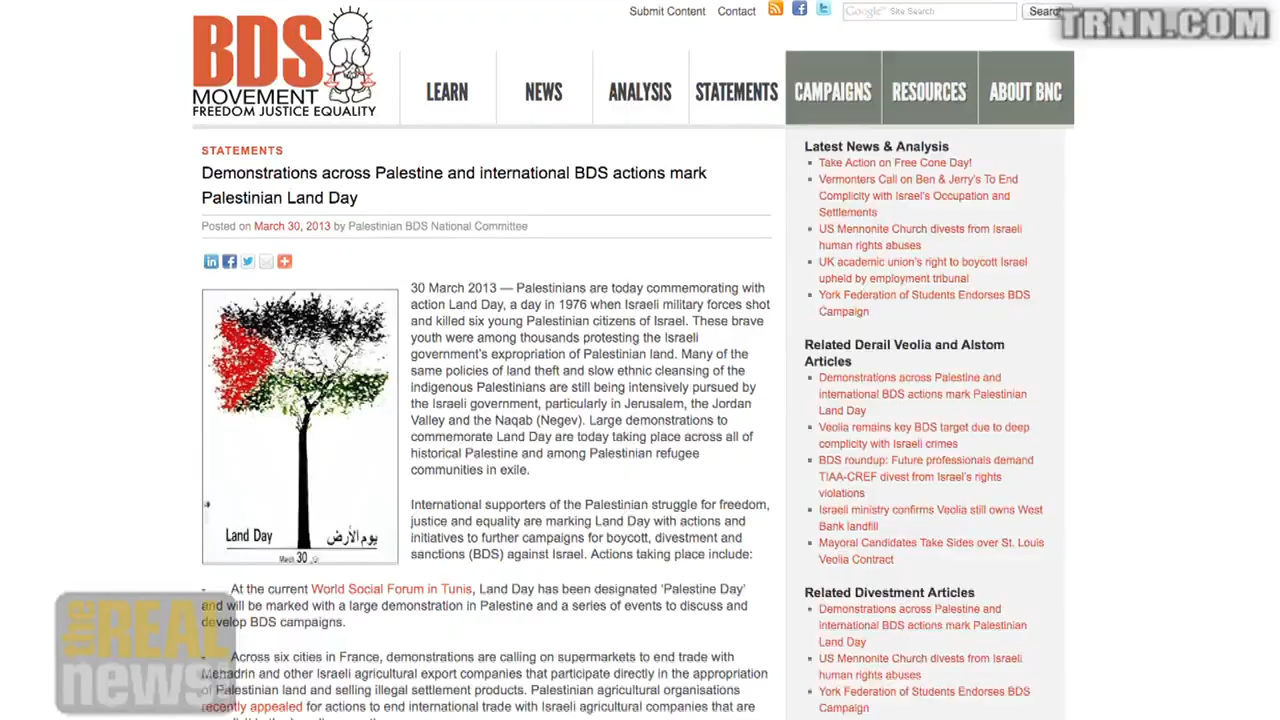 Submit Content Contact
Google™ Site Search
Search
TRNN.COM
BDS
MOVEMENT
FREEDOM JUSTICE EQUALITY
LEARN
NEWS
ANALYSIS
STATEMENTS
CAMPAIGNS
RESOURCES
ABOUT BNC
STATEMENTS
Demonstrations across Palestine and international BDS actions mark
Palestinian Land Day
Posted on March 30, 2013 by Palestinian BDS National Committee
Land Day
يوم الأرض
March 30
30 March 2013 — Palestinians are today commemorating with
action Land Day, a day in 1976 when Israeli military forces shot
and killed six young Palestinian citizens of Israel. These brave
youth were among thousands protesting the Israeli
government's expropriation of Palestinian land. Many of the
same policies of land theft and slow ethnic cleansing of the
indigenous Palestinians are still being intensively pursued by
the Israeli government, particularly in Jerusalem, the Jordan
Valley and the Naqab (Negev). Large demonstrations to
commemorate Land Day are today taking place across all of
historical Palestine and among Palestinian refugee
communities in exile.
International supporters of the Palestinian struggle for freedom,
justice and equality are marking Land Day with actions and
initiatives to further campaigns for boycott, divestment and
sanctions (BDS) against Israel. Actions taking place include:
- At the current World Social Forum in Tunis, Land Day has been designated 'Palestine Day'
and will be marked with a large demonstration in Palestine and a series of events to discuss and
develop BDS campaigns.
- Across six cities in France, demonstrations are calling on supermarkets to end trade with
Mehadrin and other Israeli agricultural export companies that participate directly in the appropriation
of Palestinian land and selling illegal settlement products. Palestinian agricultural organisations
recently appealed for actions to end international trade with Israeli agricultural companies that are
Latest News & Analysis
Take Action on Free Cone Day!
Vermonters Call on Ben & Jerry's To End
Complicity with Israel's Occupation and
Settlements
US Mennonite Church divests from Israeli
human rights abuses
UK academic union's right to boycott Israel
upheld by employment tribunal
York Federation of Students Endorses BDS
Campaign
Related Derail Veolia and Alstom
Articles
Demonstrations across Palestine and
international BDS actions mark Palestinian
Land Day
Veolia remains key BDS target due to deep
complicity with Israeli crimes
BDS roundup: Future professionals demand
TIAA-CREF divest from Israel's rights
violations
Israeli ministry confirms Veolia still owns West
Bank landfill
Mayoral Candidates Take Sides over St. Louis
Veolia Contract
Related Divestment Articles
Demonstrations across Palestine and
international BDS actions mark Palestinian
Land Day
US Mennonite Church divests from Israeli
human rights abuses
York Federation of Students Endorses BDS
Campaign
the REAL
news